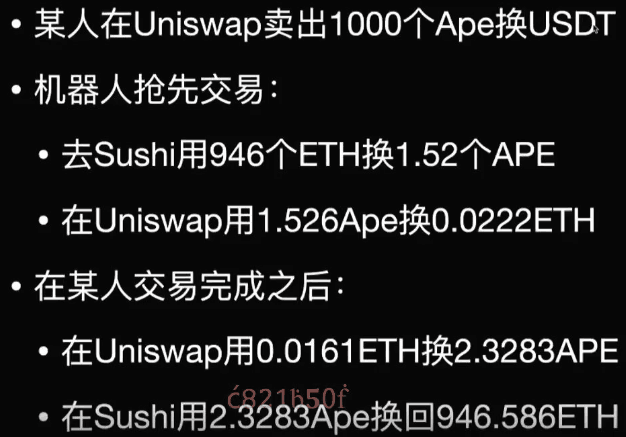 • 某人在Uniswap卖出1000个Ape换USDT
• 机器人抢先交易：
• 去Sushi用946个ETH换1.52个APE
• 在Uniswap用1.526Ape换0.0222ETH
• 在某人交易完成之后：
• 在Uniswap用0.0161ETH换2.3283APE
ć821ḣ50ḟ
• 在Sushi用2.3283Ape换回946.586ETH